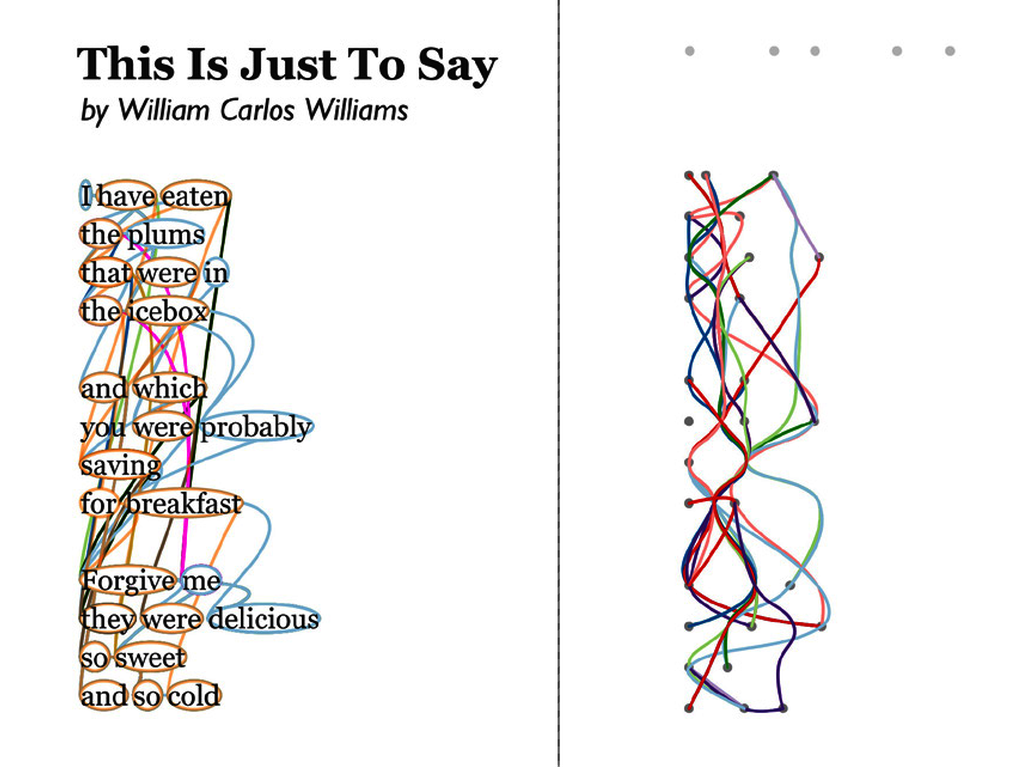 This Is Just To Say
by William Carlos Williams
I have eaten
the plums
that were in
the icebox
and which
you were probably
saving
for breakfast
Forgive me
they were delicious
so sweet
and so cold